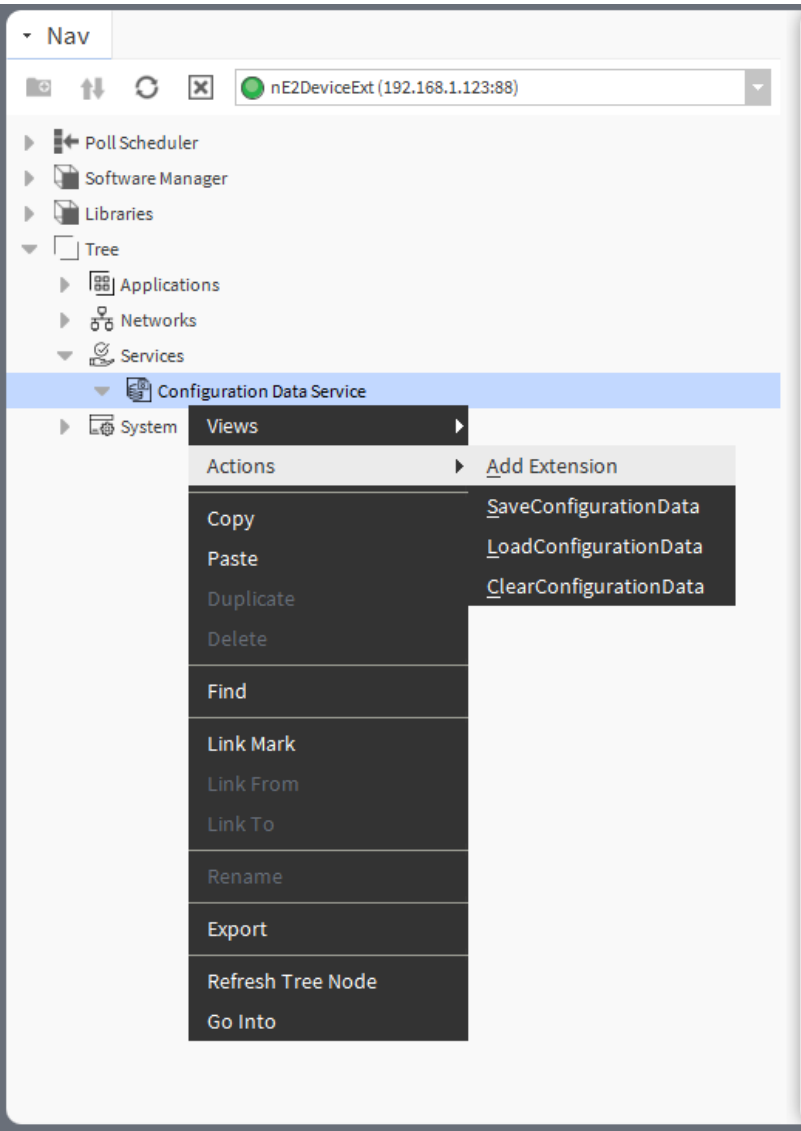 Nav
nE2DeviceExt (192.168.1.123:88)
Poll Scheduler
Software Manager
Libraries
Tree
Applications
Networks
Services
Configuration Data Service
System
Views
Actions
Add Extension
SaveConfigurationData
LoadConfigurationData
ClearConfigurationData
Copy
Paste
Duplicate
Delete
Find
Link Mark
Link From
Link To
Rename
Export
Refresh Tree Node
Go Into